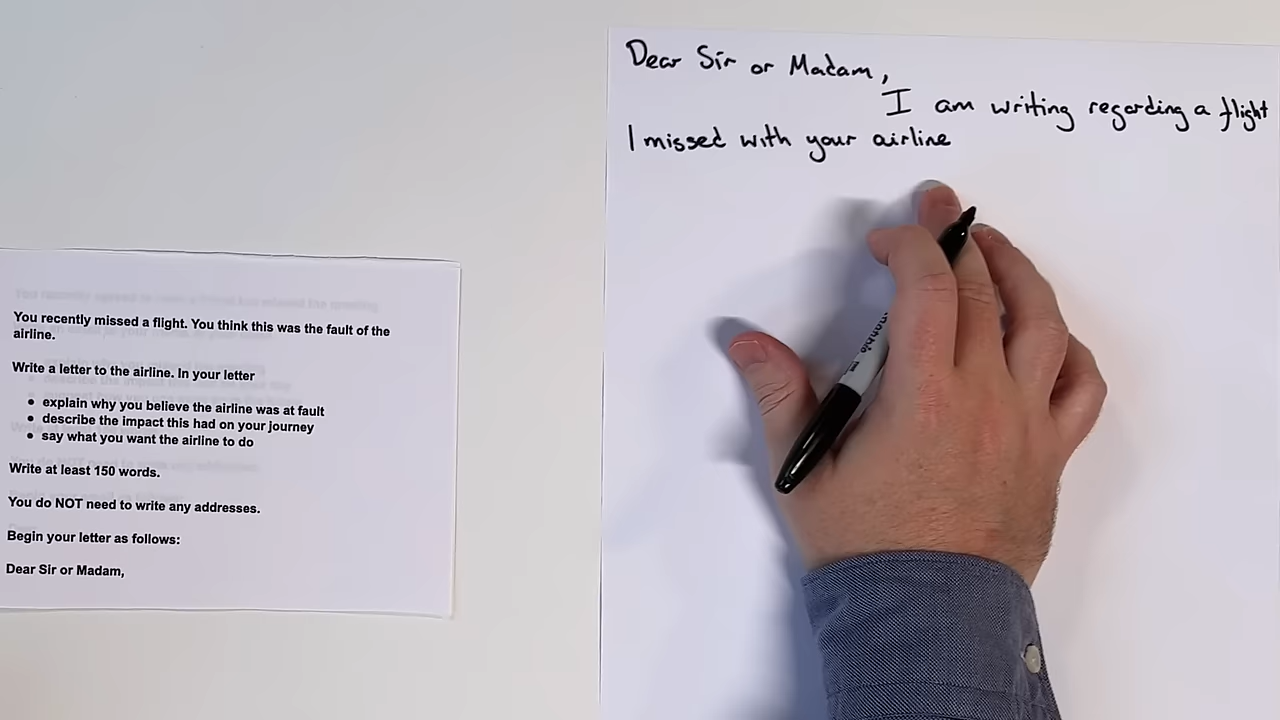 Dear Sir or Madam,
I am writing regarding a flight
I missed with your airline
You recently missed a flight. You think this was the fault of the
airline.
Write a letter to the airline. In your letter
• explain why you believe the airline was at fault
• describe the impact this had on your journey
• say what you want the airline to do
Write at least 150 words.
You do NOT need to write any addresses.
Begin your letter as follows:
Dear Sir or Madam,